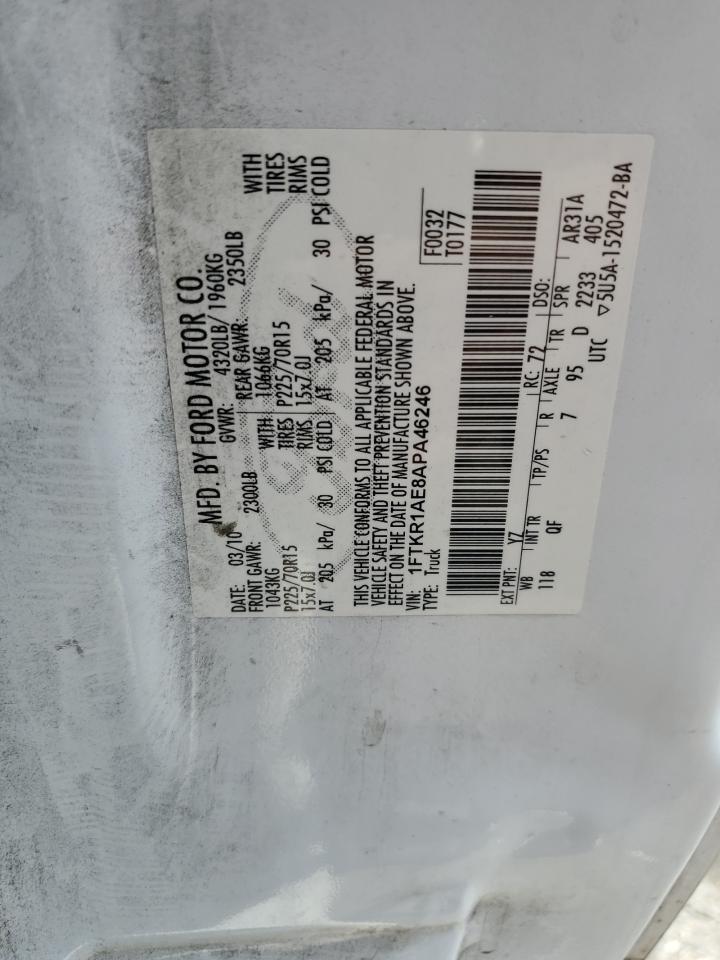 MFD. BY FORD MOTOR CO.
DATE: 03/10 GVWR: 4320LB/ 1960KG
FRONT GAWR: 2300LB REAR GAWR: 2350LB
1043KG WITH 1066KG WITH
P225/70R15 TIRES P225/70R15 TIRES
15x7.0J RIMS 15x7.0J RIMS
AT 205 kPa/ 30 PSI COLD AT 205 kPa/ 30 PSI COLD
THIS VEHICLE CONFORMS TO ALL APPLICABLE FEDERAL MOTOR
VEHICLE SAFETY AND THEFT PREVENTION STANDARDS IN
EFFECT ON THE DATE OF MANUFACTURE SHOWN ABOVE.
VIN: 1FTKR1AE8APA46246
TYPE: Truck
F0032
T0177
EXT PNT: YZ RC: 72 DSO:
WB INT TR TP/PS R AXLE TR SPR AR31A
118 QF 7 95 D 2233 405
UTC ▽5U5A-1520472-BA